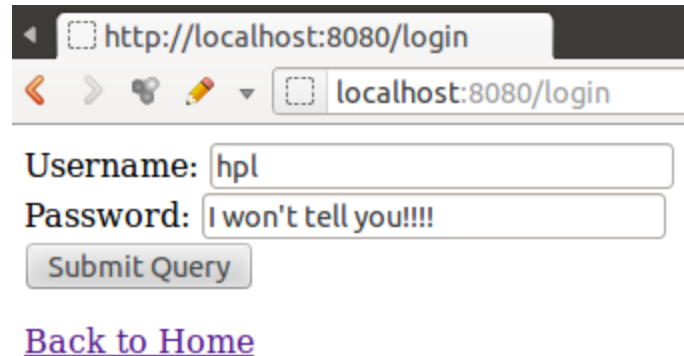 http://localhost:8080/login
localhost:8080/login
Username: hpl
Password: I won't tell you!!!!
Submit Query
Back to Home